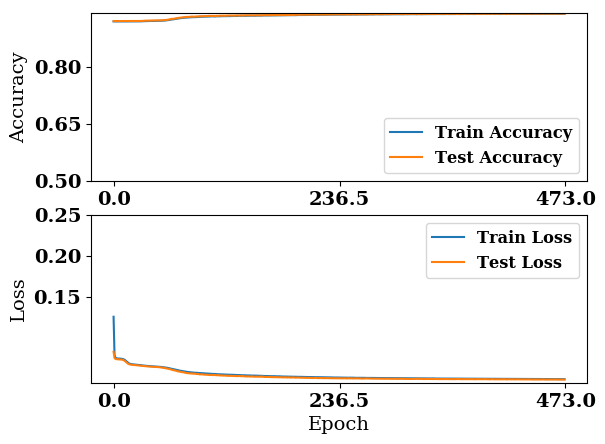 0.80
0.65
0.50
Accuracy
Train Accuracy
Test Accuracy
0.0 236.5 473.0
0.25
0.20
0.15
Loss
Train Loss
Test Loss
0.0 236.5 473.0
Epoch